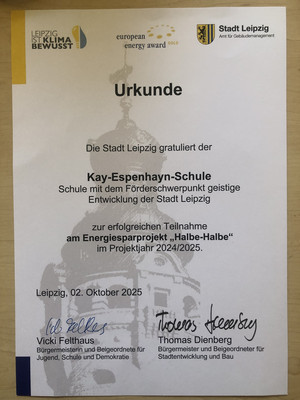 LEIPZIG
IST KLIMA
BEWUSST
european
energy award
GOLD
Stadt Leipzig
Amt für Gebäudemanagement
Urkunde
Die Stadt Leipzig gratuliert der
Kay-Espenhayn-Schule
Schule mit dem Förderschwerpunkt geistige
Entwicklung der Stadt Leipzig
zur erfolgreichen Teilnahme
am Energiesparprojekt „Halbe-Halbe“
im Projektjahr 2024/2025.
Leipzig, 02. Oktober 2025
Vicki Felthaus
Bürgermeisterin und Beigeordnete für
Jugend, Schule und Demokratie
Thomas Dienberg
Bürgermeister und Beigeordneter für
Stadtentwicklung und Bau